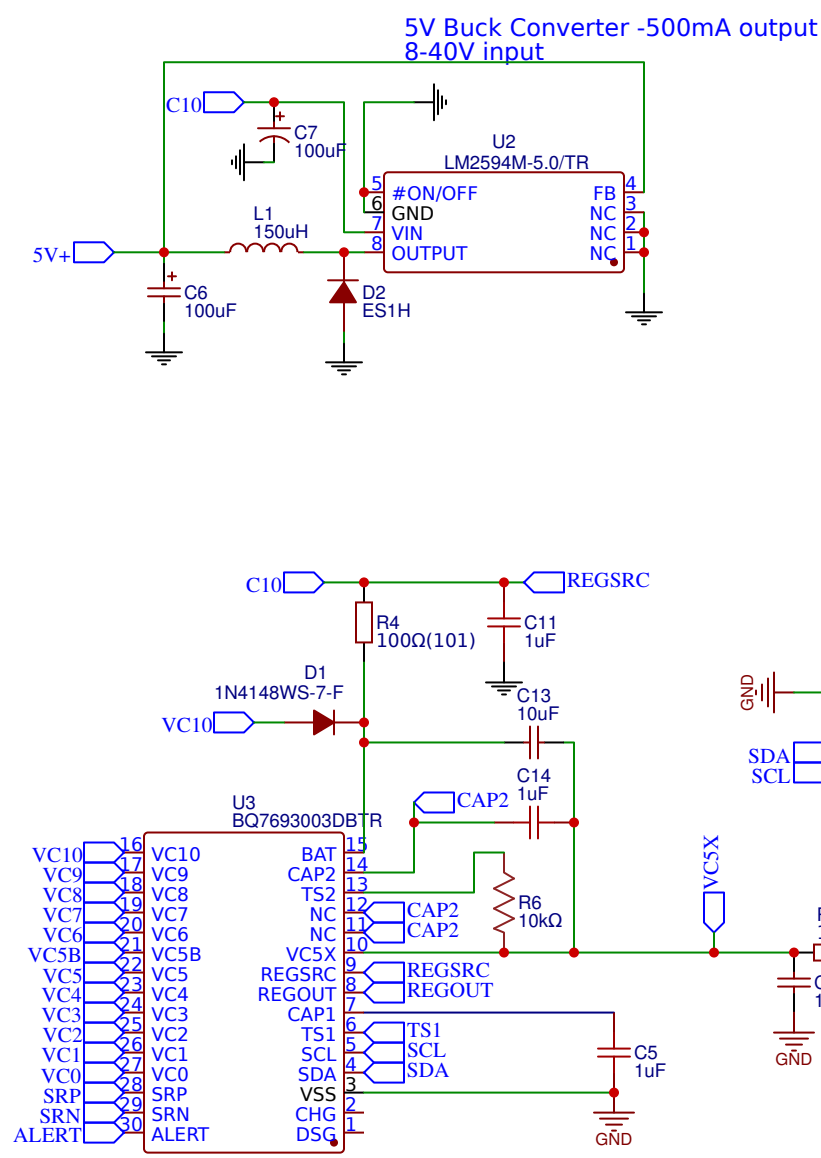 5V Buck Converter -500mA output
8-40V input
C10
+
C7
100uF
U2
LM2594M-5.0/TR
5 #ON/OFF FB 4
6 GND NC 3
7 VIN NC 2
8 OUTPUT NC 1
L1
150uH
5V+
+
C6
100uF
D2
ES1H
C10
REGSRC
R4
100Ω(101)
C11
1uF
D1
1N4148WS-7-F
VC10
C13
10uF
C14
1uF
CAP2
GND
SDA
SCL
U3
BQ7693003DBTR
VC10 16 VC10 BAT 15
VC9 17 VC9 CAP2 14
VC8 18 VC8 TS2 13
VC7 19 VC7 NC 12 CAP2
VC6 20 VC6 NC 11 CAP2
VC5B 21 VC5B VC5X 10
VC5 22 VC5 REGSRC 9 REGSRC
VC4 23 VC4 REGOUT 8 REGOUT
VC3 24 VC3 CAP1 7
VC2 25 VC2 TS1 6 TS1
VC1 26 VC1 SCL 5 SCL
VC0 27 VC0 SDA 4 SDA
SRP 28 SRP VSS 3
SRN 29 SRN CHG 2
ALERT 30 ALERT DSG 1
R6
10kΩ
VC5X
C5
1uF
GND
GND